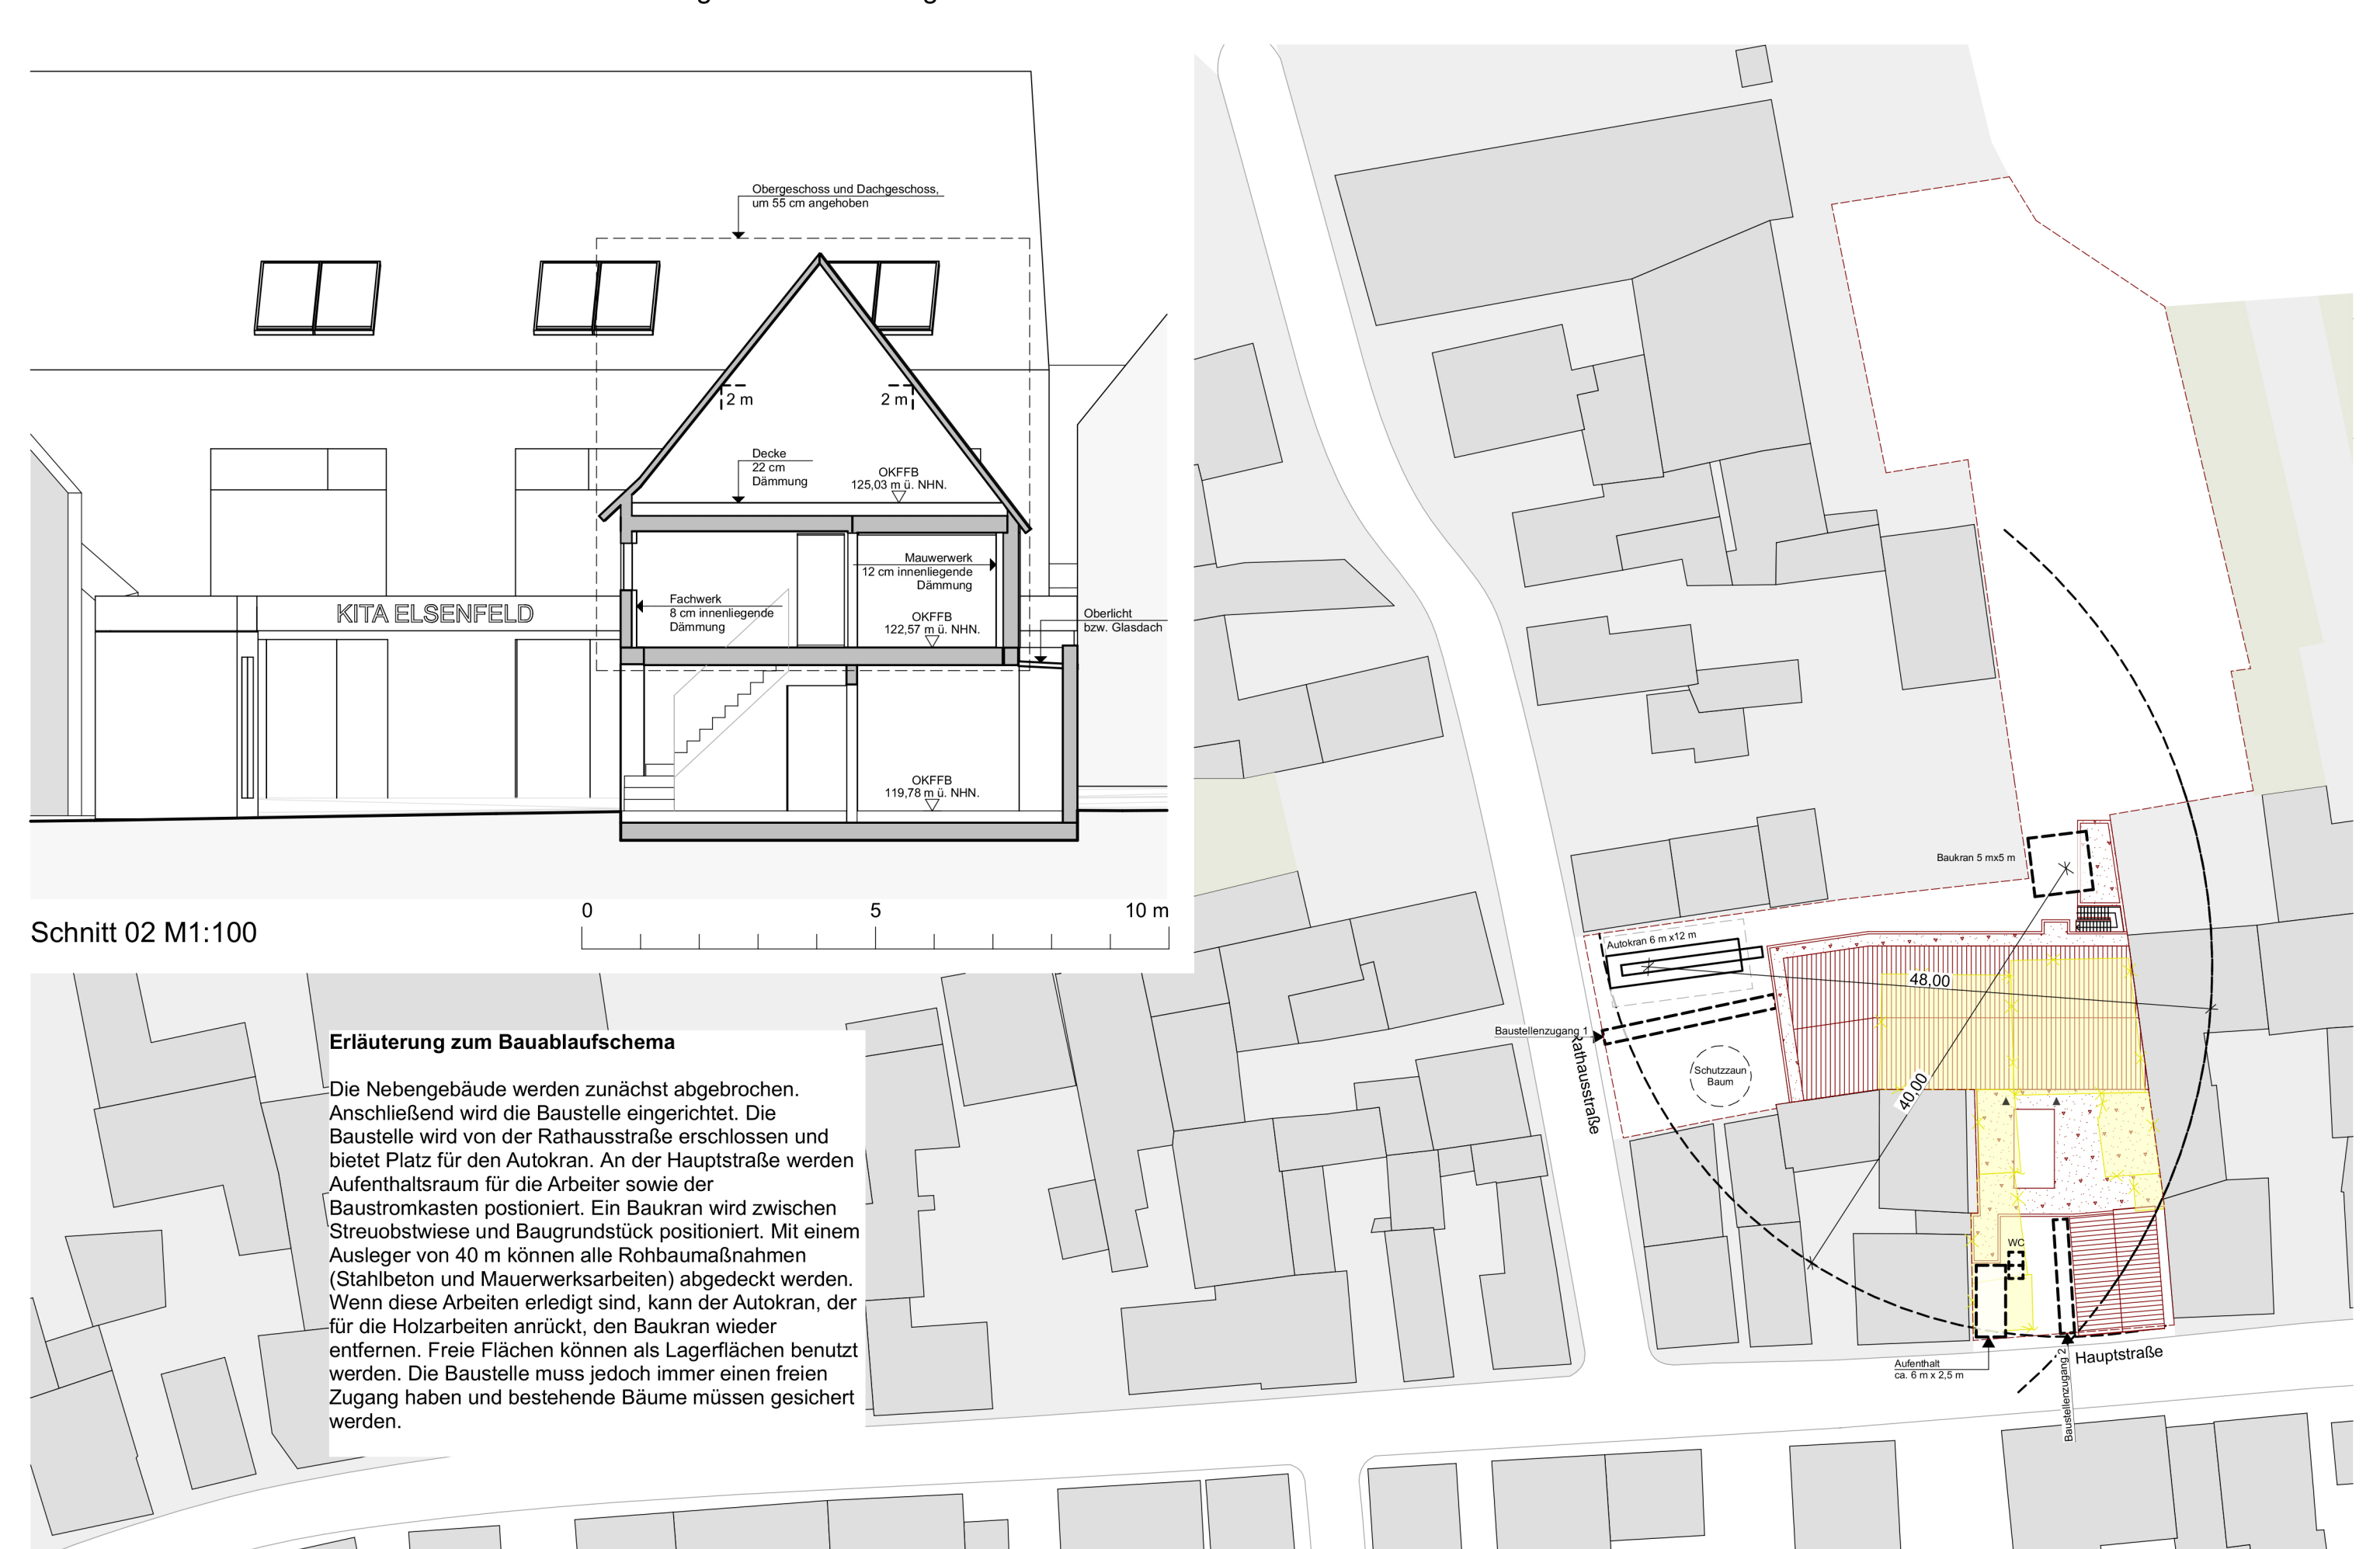 Obergeschoss und Dachgeschoss,
um 55 cm angehoben
2 m
2 m
Decke
22 cm
Dämmung
OKFFB
125,03 m ü. NHN.
Mauwerwerk
12 cm innenliegende
Dämmung
Fachwerk
8 cm innenliegende
Dämmung
OKFFB
122,57 m ü. NHN.
Oberlicht
bzw. Glasdach
KITA ELSENFELD
OKFFB
119,78 m ü. NHN.
0 5 10 m
Schnitt 02 M1:100
Erläuterung zum Bauablaufschema
Die Nebengebäude werden zunächst abgebrochen.
Anschließend wird die Baustelle eingerichtet. Die
Baustelle wird von der Rathausstraße erschlossen und
bietet Platz für den Autokran. An der Hauptstraße werden
Aufenthaltsraum für die Arbeiter sowie der
Baustromkasten postioniert. Ein Baukran wird zwischen
Streuobstwiese und Baugrundstück positioniert. Mit einem
Ausleger von 40 m können alle Rohbaumaßnahmen
(Stahlbeton und Mauerwerksarbeiten) abgedeckt werden.
Wenn diese Arbeiten erledigt sind, kann der Autokran, der
für die Holzarbeiten anrückt, den Baukran wieder
entfernen. Freie Flächen können als Lagerflächen benutzt
werden. Die Baustelle muss jedoch immer einen freien
Zugang haben und bestehende Bäume müssen gesichert
werden.
Baukran 5 mx5 m
Autokran 6 m x12 m
48,00
Baustellenzugang 1
Rathausstraße
Schutzzaun
Baum
40,00
WC
Aufenthalt
ca. 6 m x 2,5 m
Baustellenzugang 2
Hauptstraße